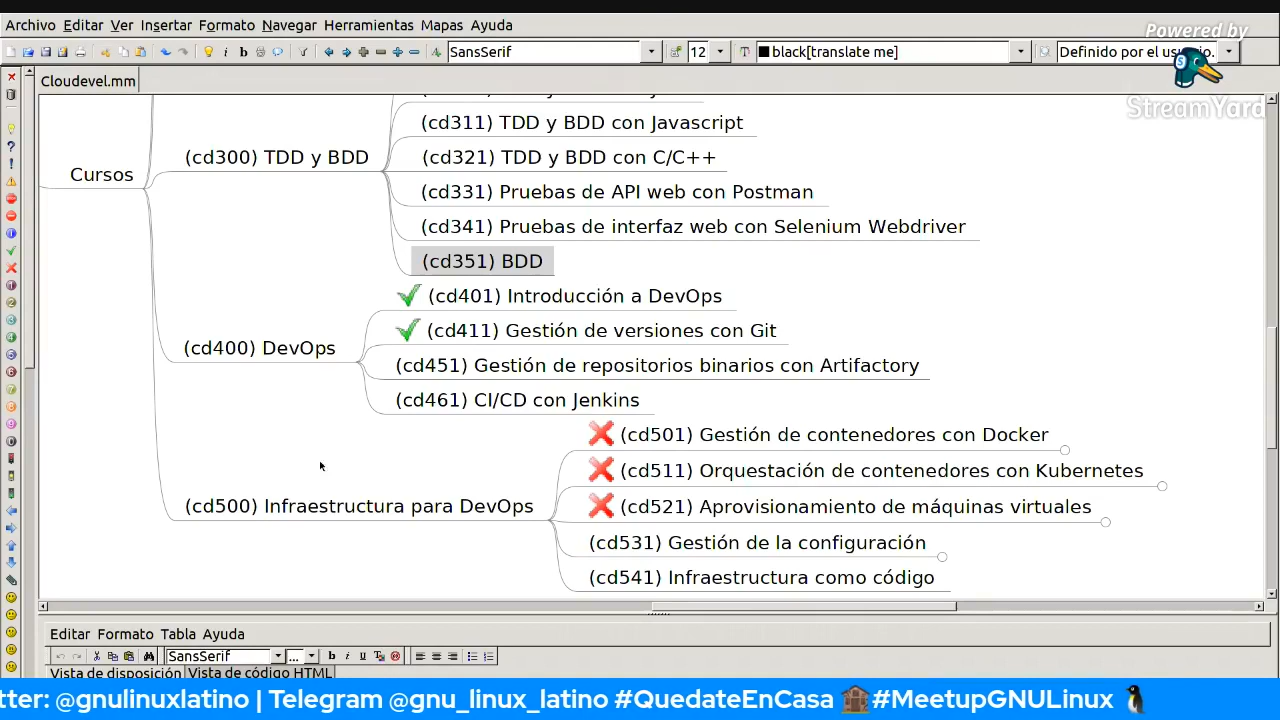 Archivo Editar Ver Insertar Formato Navegar Herramientas Mapas Ayuda
Powered by
SansSerif 12 black[translate me] Definido por el usuario.
StreamYard
Cloudevel.mm
(cd311) TDD y BDD con Javascript
Cursos
(cd300) TDD y BDD
(cd321) TDD y BDD con C/C++
(cd331) Pruebas de API web con Postman
(cd341) Pruebas de interfaz web con Selenium Webdriver
(cd351) BDD
(cd401) Introducción a DevOps
(cd411) Gestión de versiones con Git
(cd400) DevOps
(cd451) Gestión de repositorios binarios con Artifactory
(cd461) CI/CD con Jenkins
(cd501) Gestión de contenedores con Docker
(cd511) Orquestación de contenedores con Kubernetes
(cd500) Infraestructura para DevOps
(cd521) Aprovisionamiento de máquinas virtuales
(cd531) Gestión de la configuración
(cd541) Infraestructura como código
Editar Formato Tabla Ayuda
SansSerif ...
Vista de disposición Vista de código HTML
tter: @gnulinuxlatino | Telegram @gnu_linux_latino #QuedateEnCasa 🏚️#MeetupGNULinux 🐧